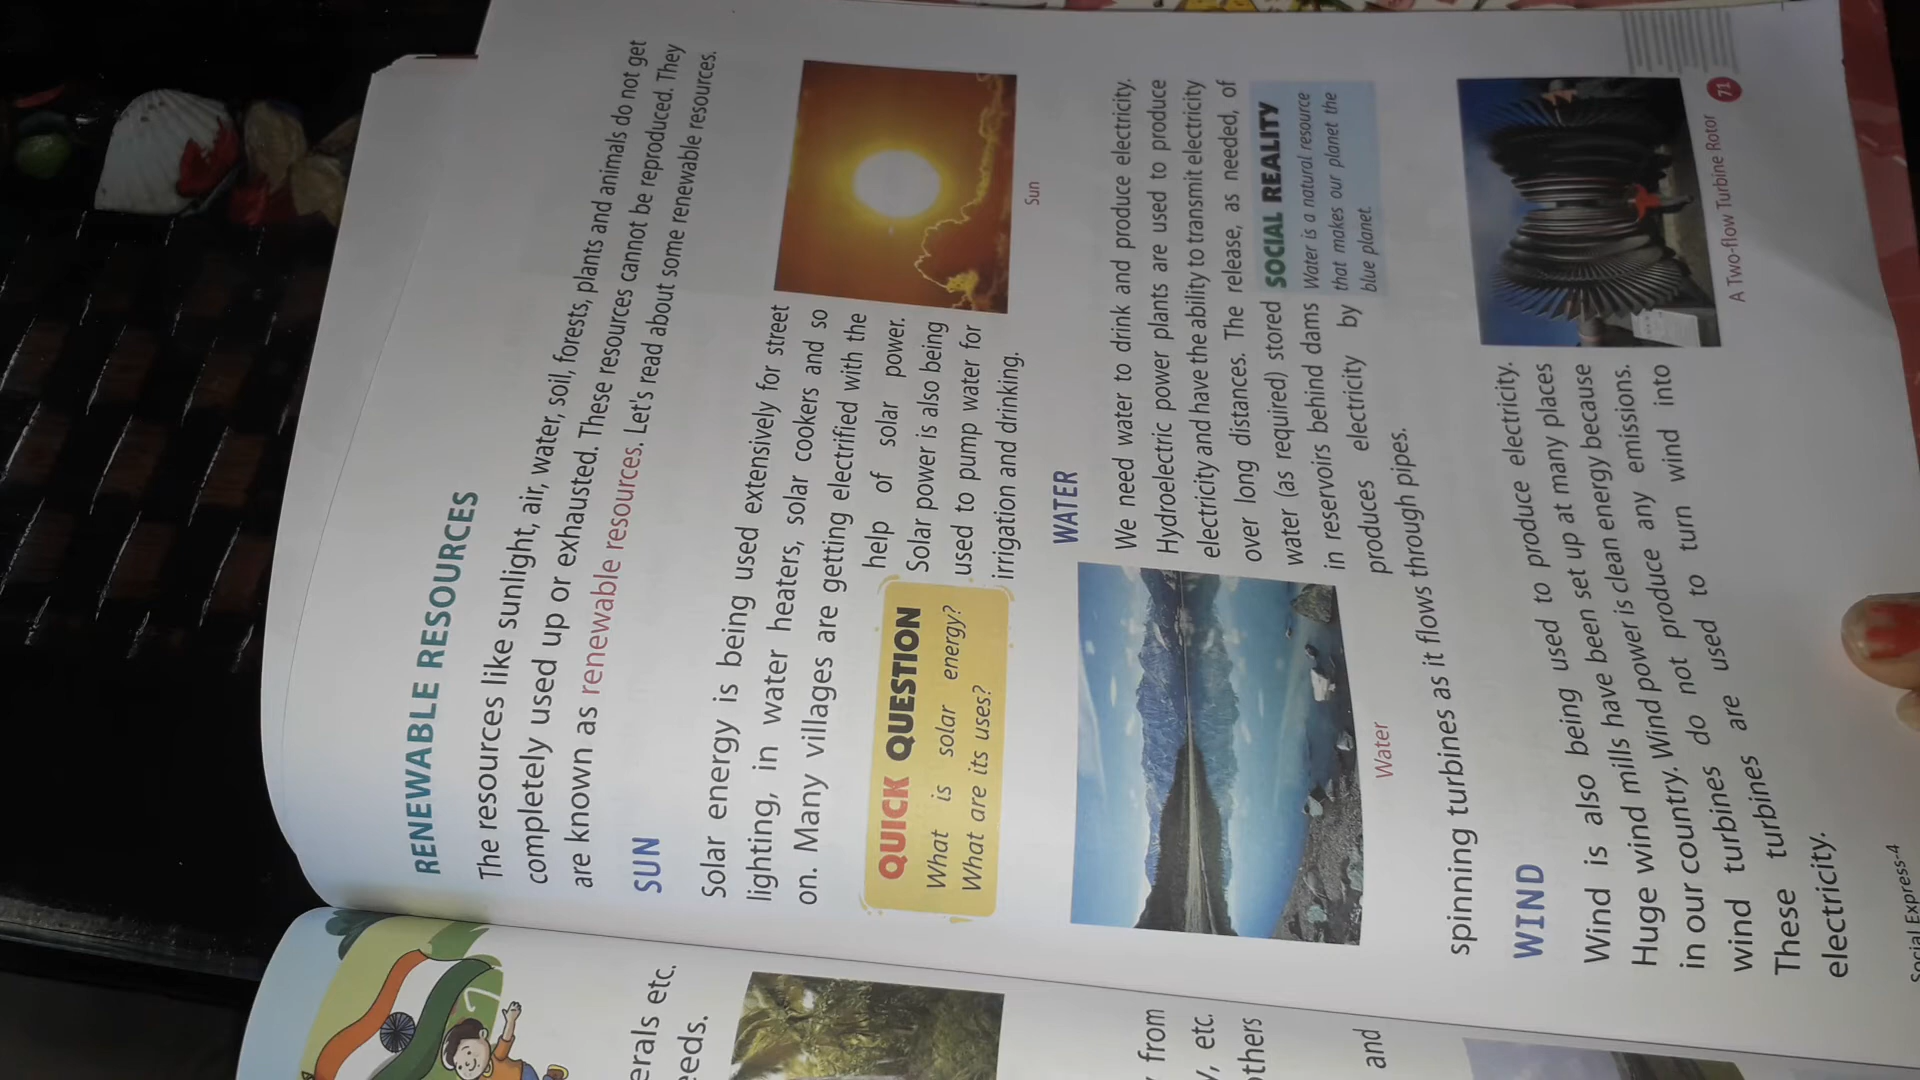 RENEWABLE RESOURCES
The resources like sunlight, air, water, soil, forests, plants and animals do not get
completely used up or exhausted. These resources cannot be reproduced. They
are known as renewable resources. Let's read about some renewable resources.
SUN
Solar energy is being used extensively for street
lighting, in water heaters, solar cookers and so
on. Many villages are getting electrified with the
help of solar power.
Solar power is also being
used to pump water for
irrigation and drinking.
Sun
QUICK QUESTION
What is solar energy?
What are its uses?
WATER
We need water to drink and produce electricity.
Hydroelectric power plants are used to produce
electricity and have the ability to transmit electricity
over long distances. The release, as needed, of
water (as required) stored
in reservoirs behind dams
produces electricity by
spinning turbines as it flows through pipes.
SOCIAL REALITY
Water is a natural resource
that makes our planet the
blue planet.
Water
WIND
Wind is also being used to produce electricity.
Huge wind mills have been set up at many places
in our country. Wind power is clean energy because
wind turbines do not produce any emissions.
These turbines are used to turn wind into
electricity.
A Two-flow Turbine Rotor
Social Express-4
71
erals etc.
eeds.
from
, etc.
others
and